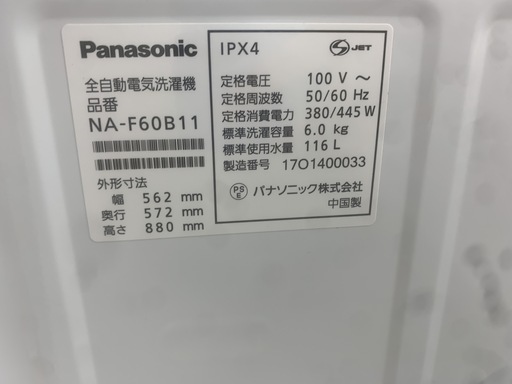 Panasonic
全自動電気洗濯機
品番
NA-F60B11
外形寸法
幅 562 mm
奥行 572 mm
高さ 880 mm
IPX4
S JET
定格電圧 100 V ～
定格周波数 50/60 Hz
定格消費電力 380/445 W
標準洗濯容量 6.0 kg
標準使用水量 116 L
製造番号 17O1400033
PS E パナソニック株式会社
中国製